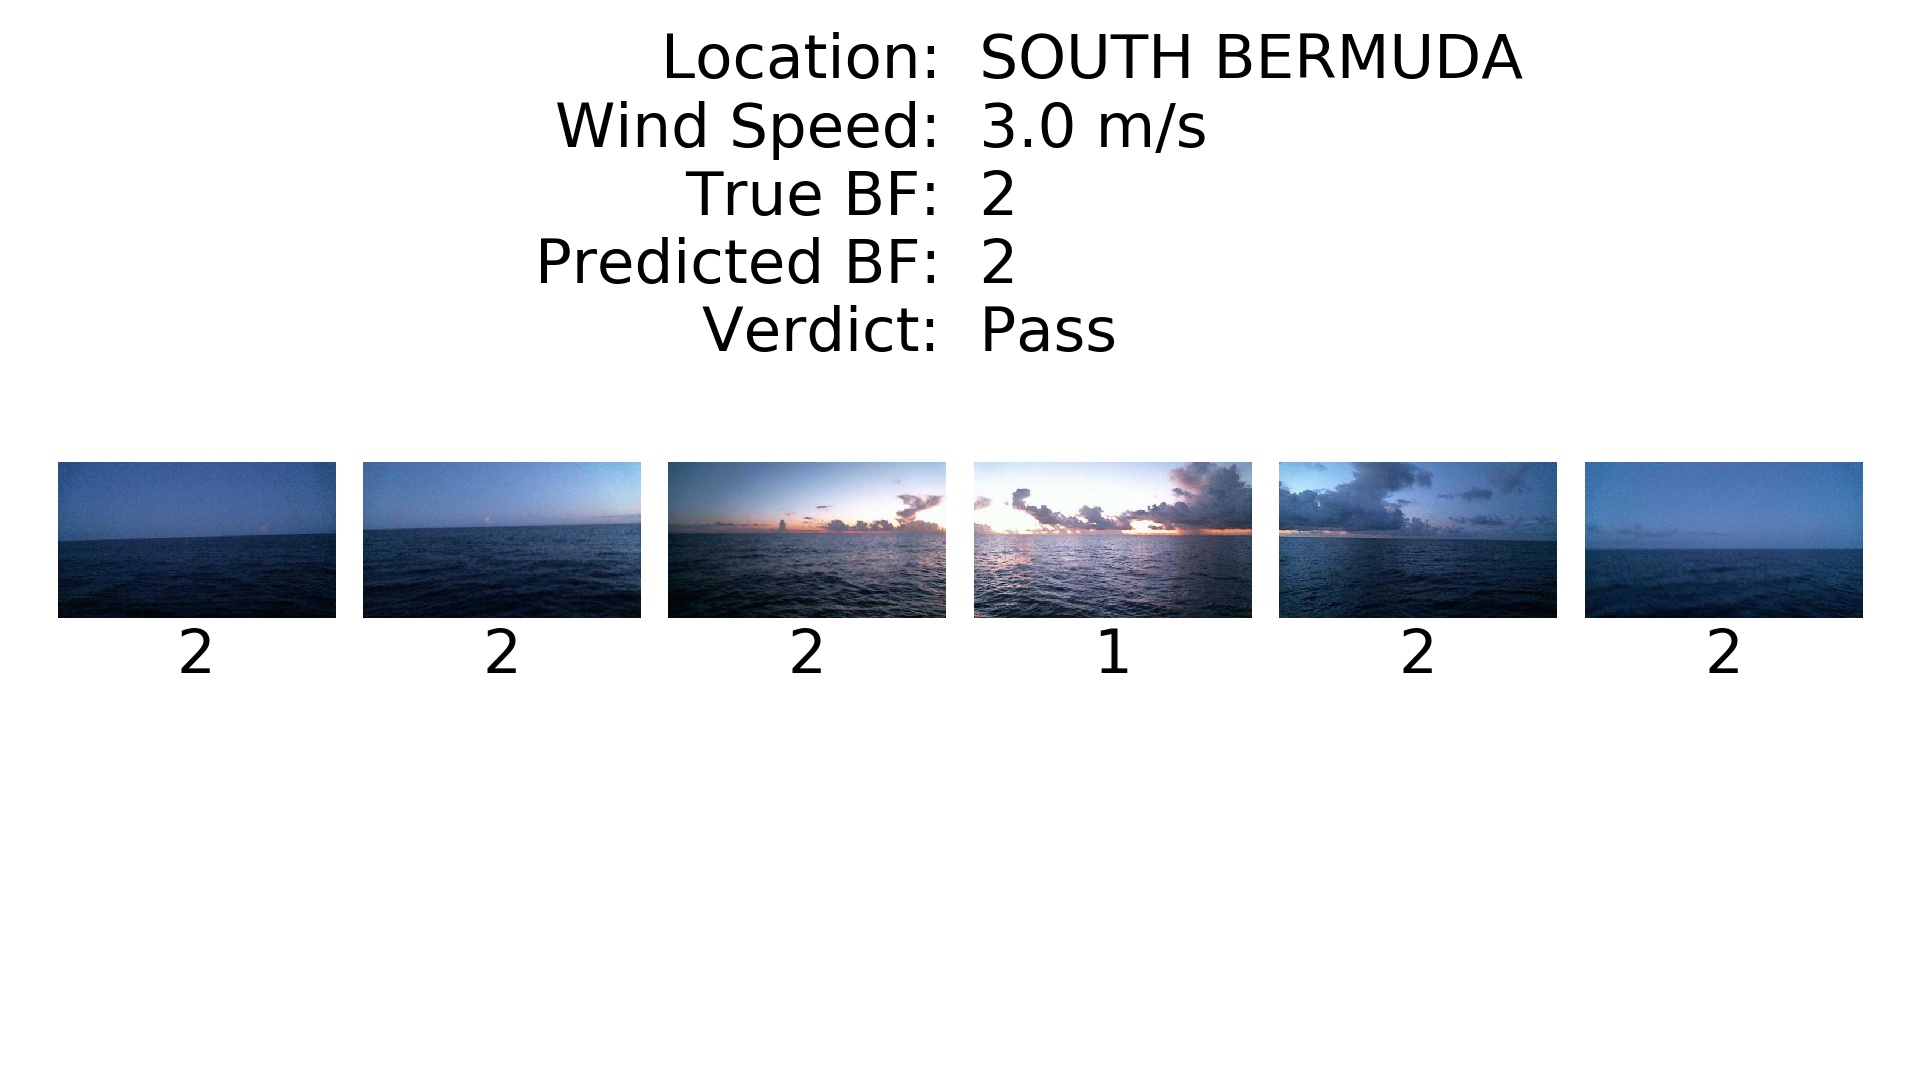 Location: SOUTH BERMUDA
Wind Speed: 3.0 m/s
True BF: 2
Predicted BF: 2
Verdict: Pass
2 2 2 1 2 2